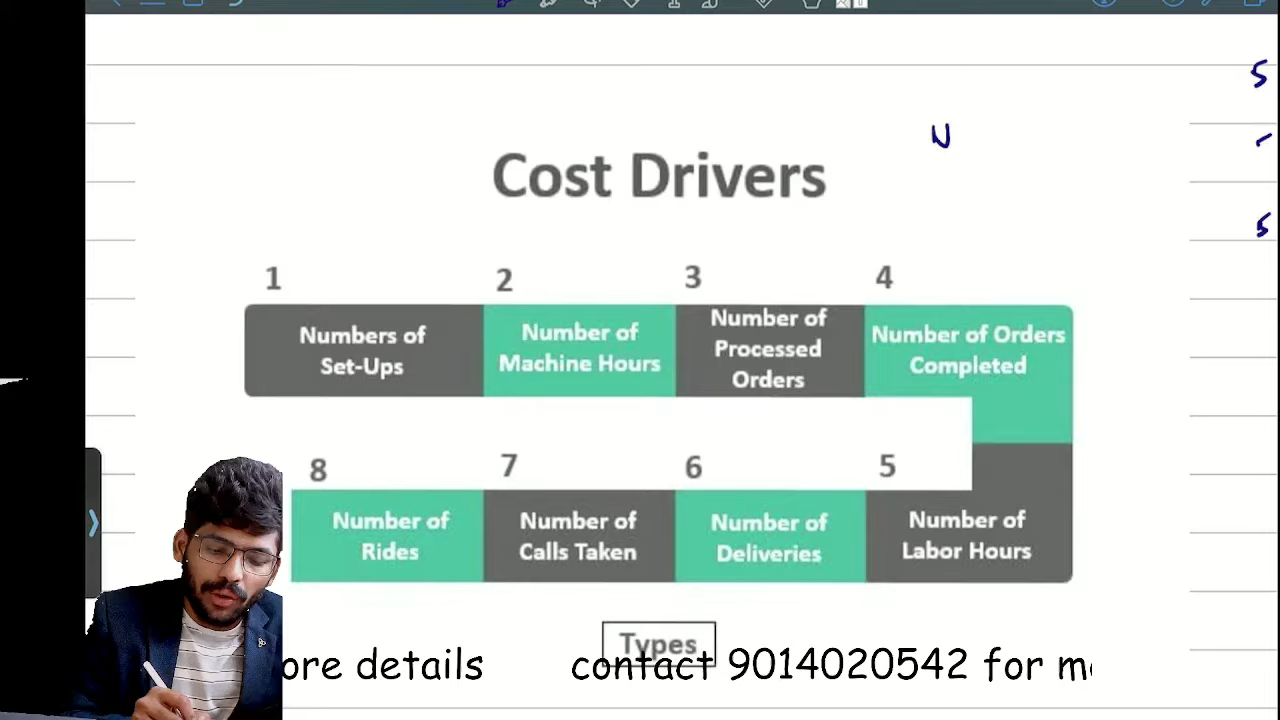 S
N
Cost Drivers
5
1
2
3
4
Numbers of
Set-Ups
Number of
Machine Hours
Number of
Processed
Orders
Number of Orders
Completed
8
7
6
5
Number of
Rides
Number of
Calls Taken
Number of
Deliveries
Number of
Labor Hours
Types
ore details contact 9014020542 for m